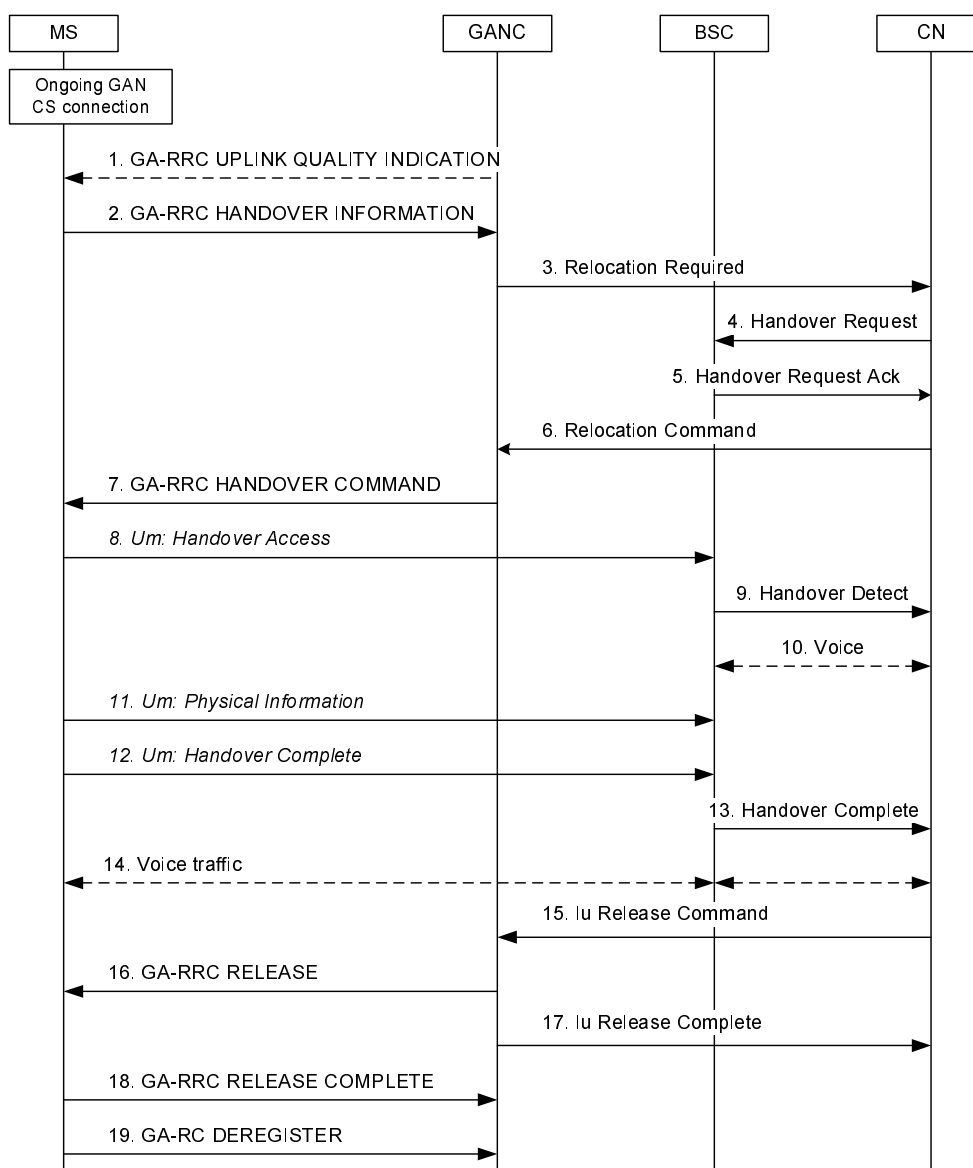 MS
GANC
BSC
CN
Ongoing GAN
CS connection
1. GA-RRC UPLINK QUALITY INDICATION
2. GA-RRC HANDOVER INFORMATION
3. Relocation Required
4. Handover Request
5. Handover Request Ack
6. Relocation Command
7. GA-RRC HANDOVER COMMAND
8. Um: Handover Access
9. Handover Detect
10. Voice
11. Um: Physical Information
12. Um: Handover Complete
13. Handover Complete
14. Voice traffic
15. Iu Release Command
16. GA-RRC RELEASE
17. Iu Release Complete
18. GA-RRC RELEASE COMPLETE
19. GA-RC DEREGISTER